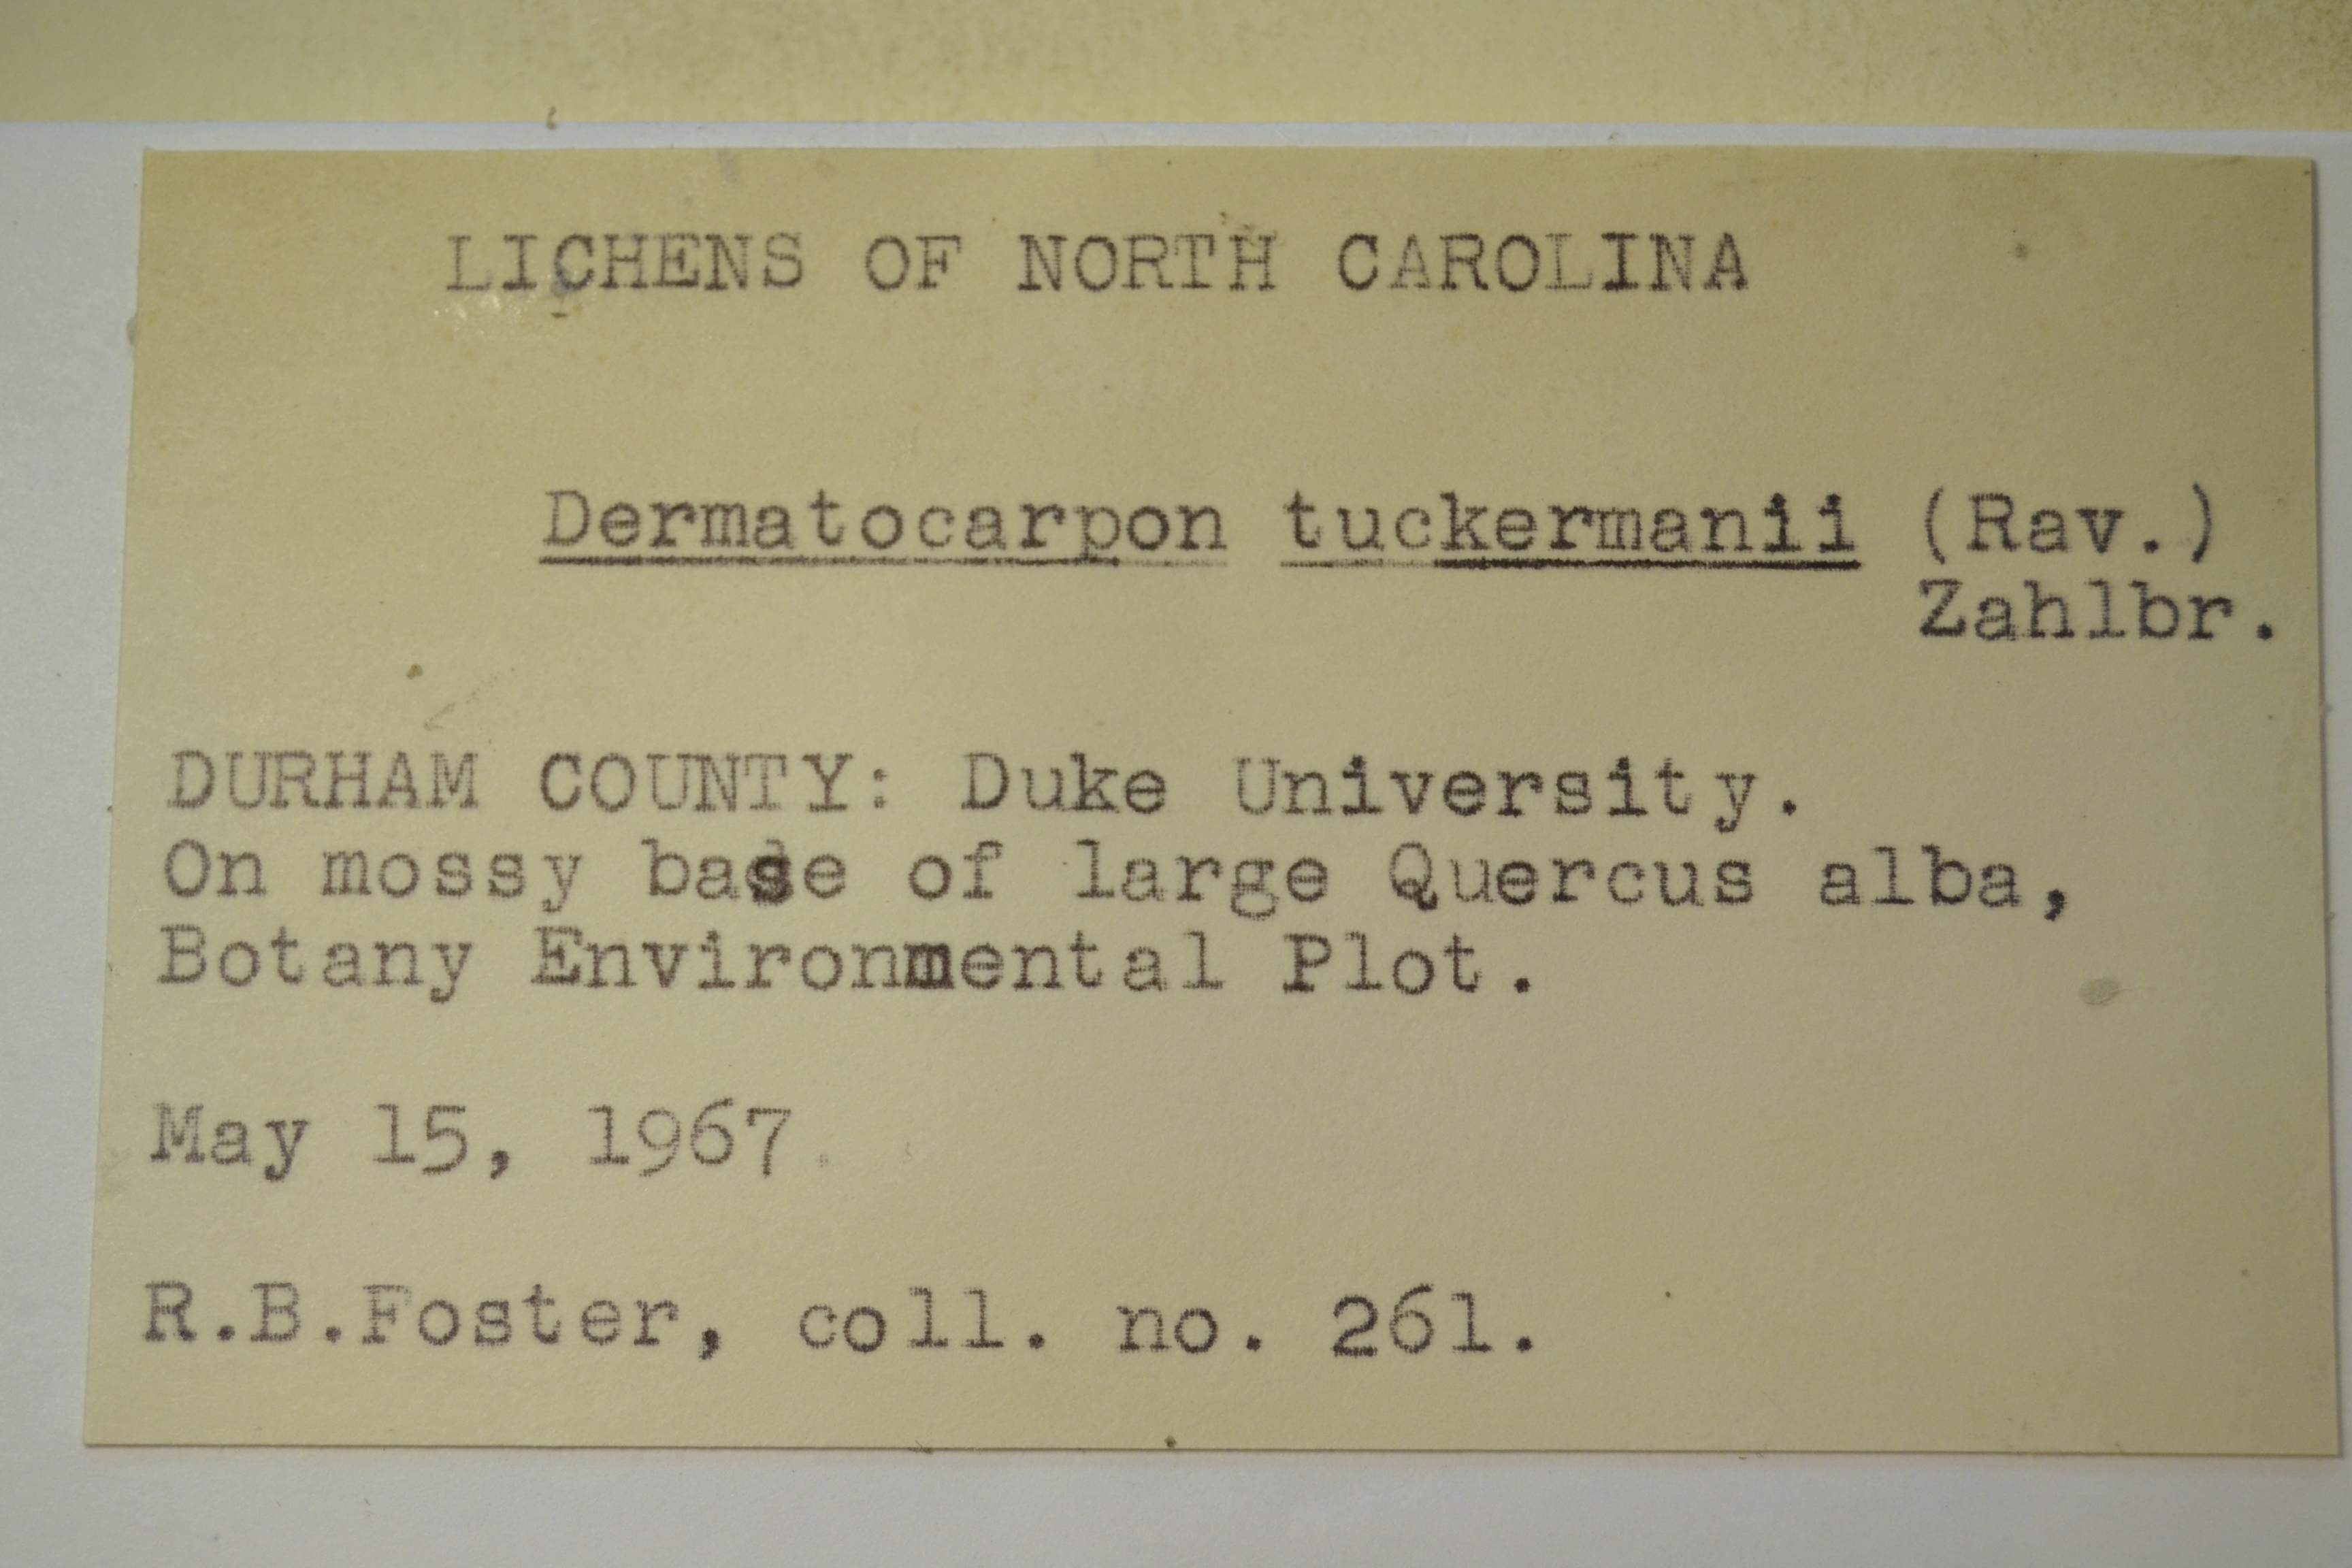 LICHENS OF NORTH CAROLINA
Dermatocarpon tuckermanii (Rav.)
Zahlbr.
DURHAM COUNTY: Duke University.
On mossy base of large Quercus alba,
Botany Environmental Plot.
May 15, 1967.
R.B.Foster, coll. no. 261.